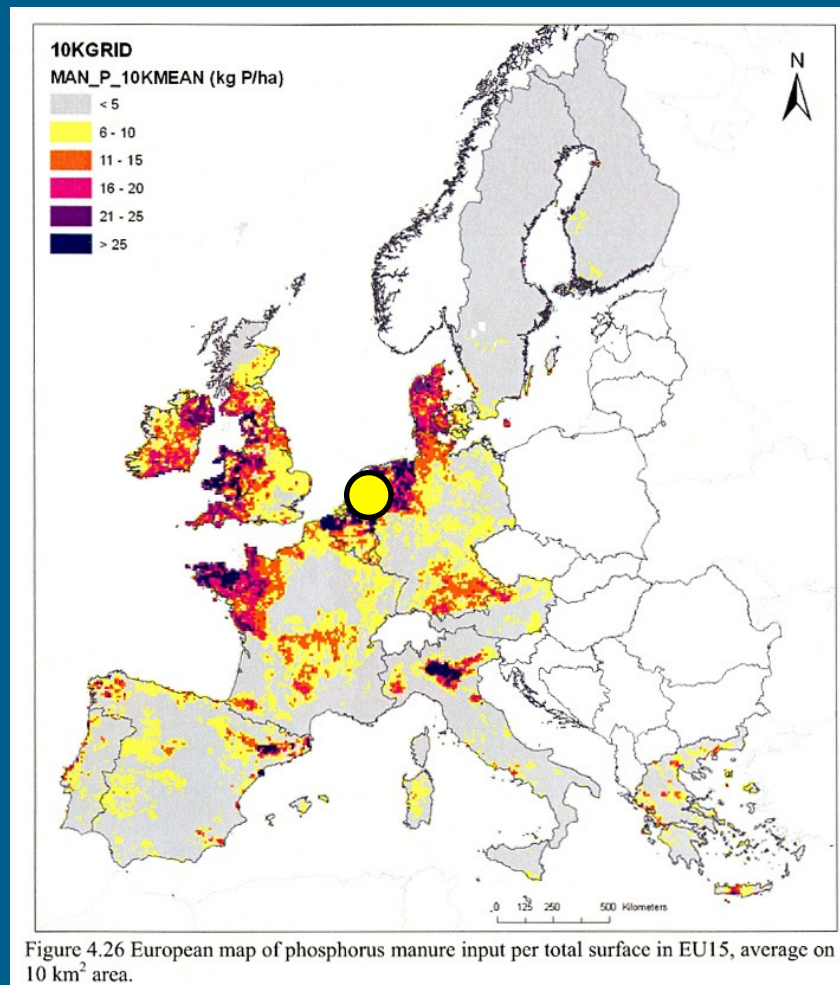 10KGRID
MAN_P_10KMEAN (kg P/ha)
< 5
6 - 10
11 - 15
16 - 20
21 - 25
> 25
N
0 125 250 500 Kilometers
Figure 4.26 European map of phosphorus manure input per total surface in EU15, average on
10 km² area.